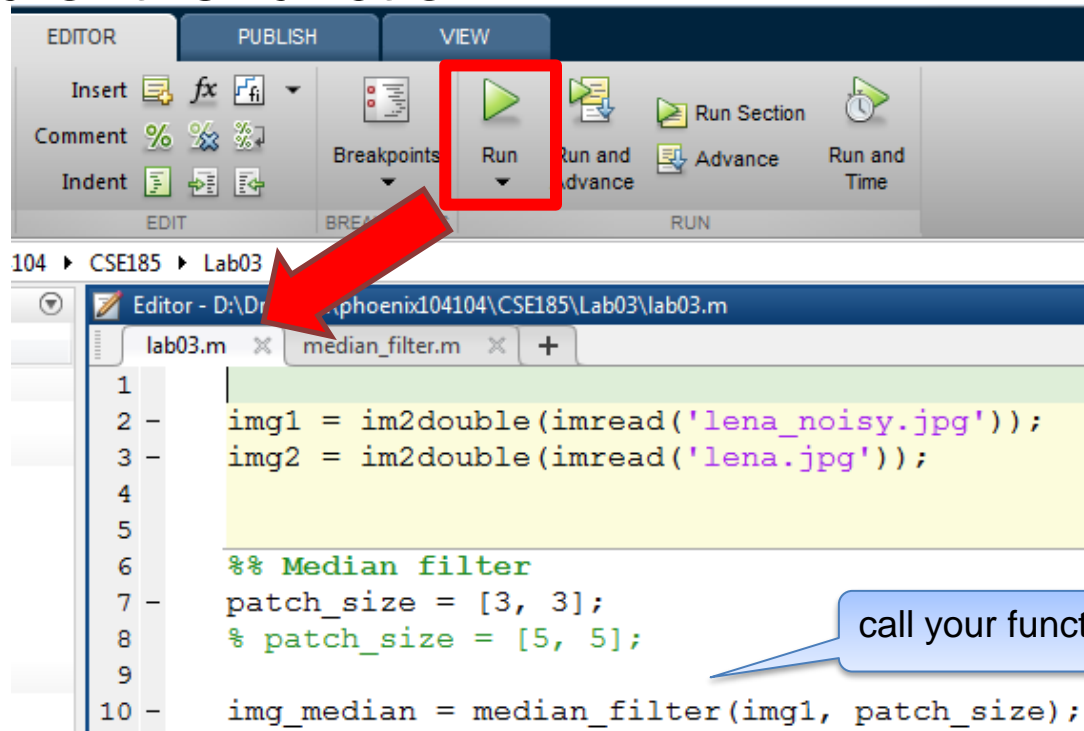 EDITOR PUBLISH VIEW
Insert fx fi
Comment % %
Indent
Breakpoints
Run
Run and
Advance
Run Section
Advance
Run and
Time
EDIT
RUN
104 CSE185 Lab03
Editor - phoenix104104\CSE185\Lab03\lab03.m
lab03.m median_filter.m +
1
2 - img1 = im2double(imread('lena_noisy.jpg'));
3 - img2 = im2double(imread('lena.jpg'));
4
5
6 %% Median filter
7 - patch_size = [3, 3];
8 % patch_size = [5, 5];
call your
9
10 - img_median = median_filter(img1, patch_size);